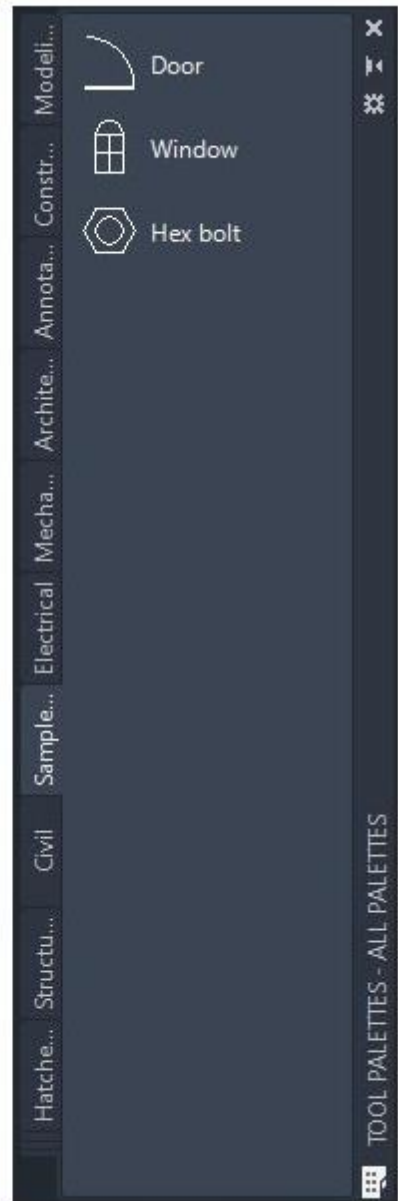 Modeli...
Constr...
Annota...
Archite...
Mecha...
Electrical
Sample...
Civil
Structu...
Hatche...
Door
Window
Hex bolt
TOOL PALETTES - ALL PALETTES